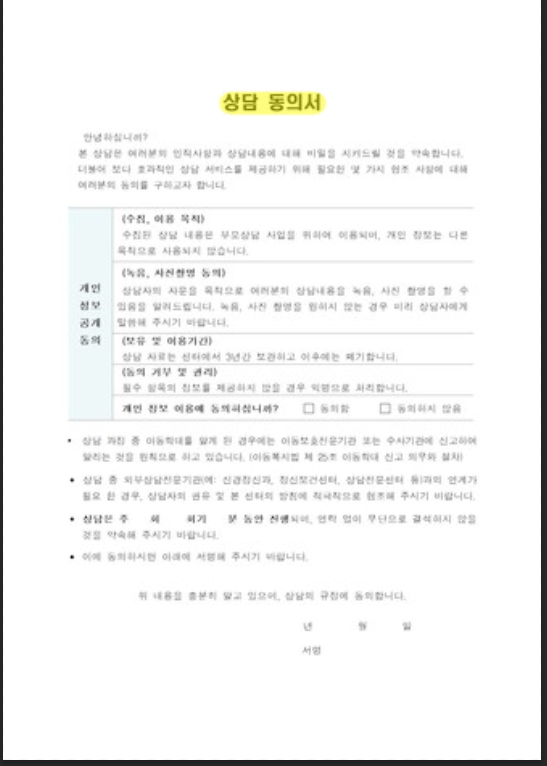 상담 동의서
안녕하십니까?
본 상담은 여러분의 인적사항과 상담내용에 대해 비밀을 지켜드릴 것을 약속합니다.
더불어 보다 효과적인 상담 서비스를 제공하기 위해 필요한 몇 가지 협조 사항에 대해
여러분의 동의를 구하고자 합니다.
개인
정보
공개
동의
(수집, 이용 목적)
수집된 상담 내용은 부모상담 사업을 위하여 이용되며, 개인 정보는 다른
목적으로 사용되지 않습니다.
(녹음, 사진촬영 동의)
상담자의 자문을 목적으로 여러분의 상담내용을 녹음, 사진 촬영을 할 수
있음을 알려드립니다. 녹음, 사진 촬영을 원하지 않는 경우 미리 상담자에게
말씀해 주시기 바랍니다.
(보유 및 이용기간)
상담 자료는 센터에서 3년간 보관하고 이후에는 폐기합니다.
(동의 거부 및 권리)
필수 항목의 정보를 제공하지 않을 경우 익명으로 처리합니다.
개인 정보 이용에 동의하십니까? □ 동의함 □ 동의하지 않음
• 상담 과정 중 아동학대를 알게 된 경우에는 아동보호전문기관 또는 수사기관에 신고하여
알리는 것을 원칙으로 하고 있습니다. (아동복지법 제 25조 아동학대 신고 의무와 절차)
• 상담 중 외부상담전문기관(예: 신경정신과, 정신보건센터, 상담전문센터 등)과의 연계가
필요 한 경우, 상담자의 권유 및 본 센터의 방침에 적극적으로 협조해 주시기 바랍니다.
• 상담은 주 회 회기 분 동안 진행되며, 연락 없이 무단으로 결석하지 않을
것을 약속해 주시기 바랍니다.
• 이에 동의하시면 아래에 서명해 주시기 바랍니다.
위 내용을 충분히 알고 있으며, 상담의 규정에 동의합니다.
년 월 일
서명